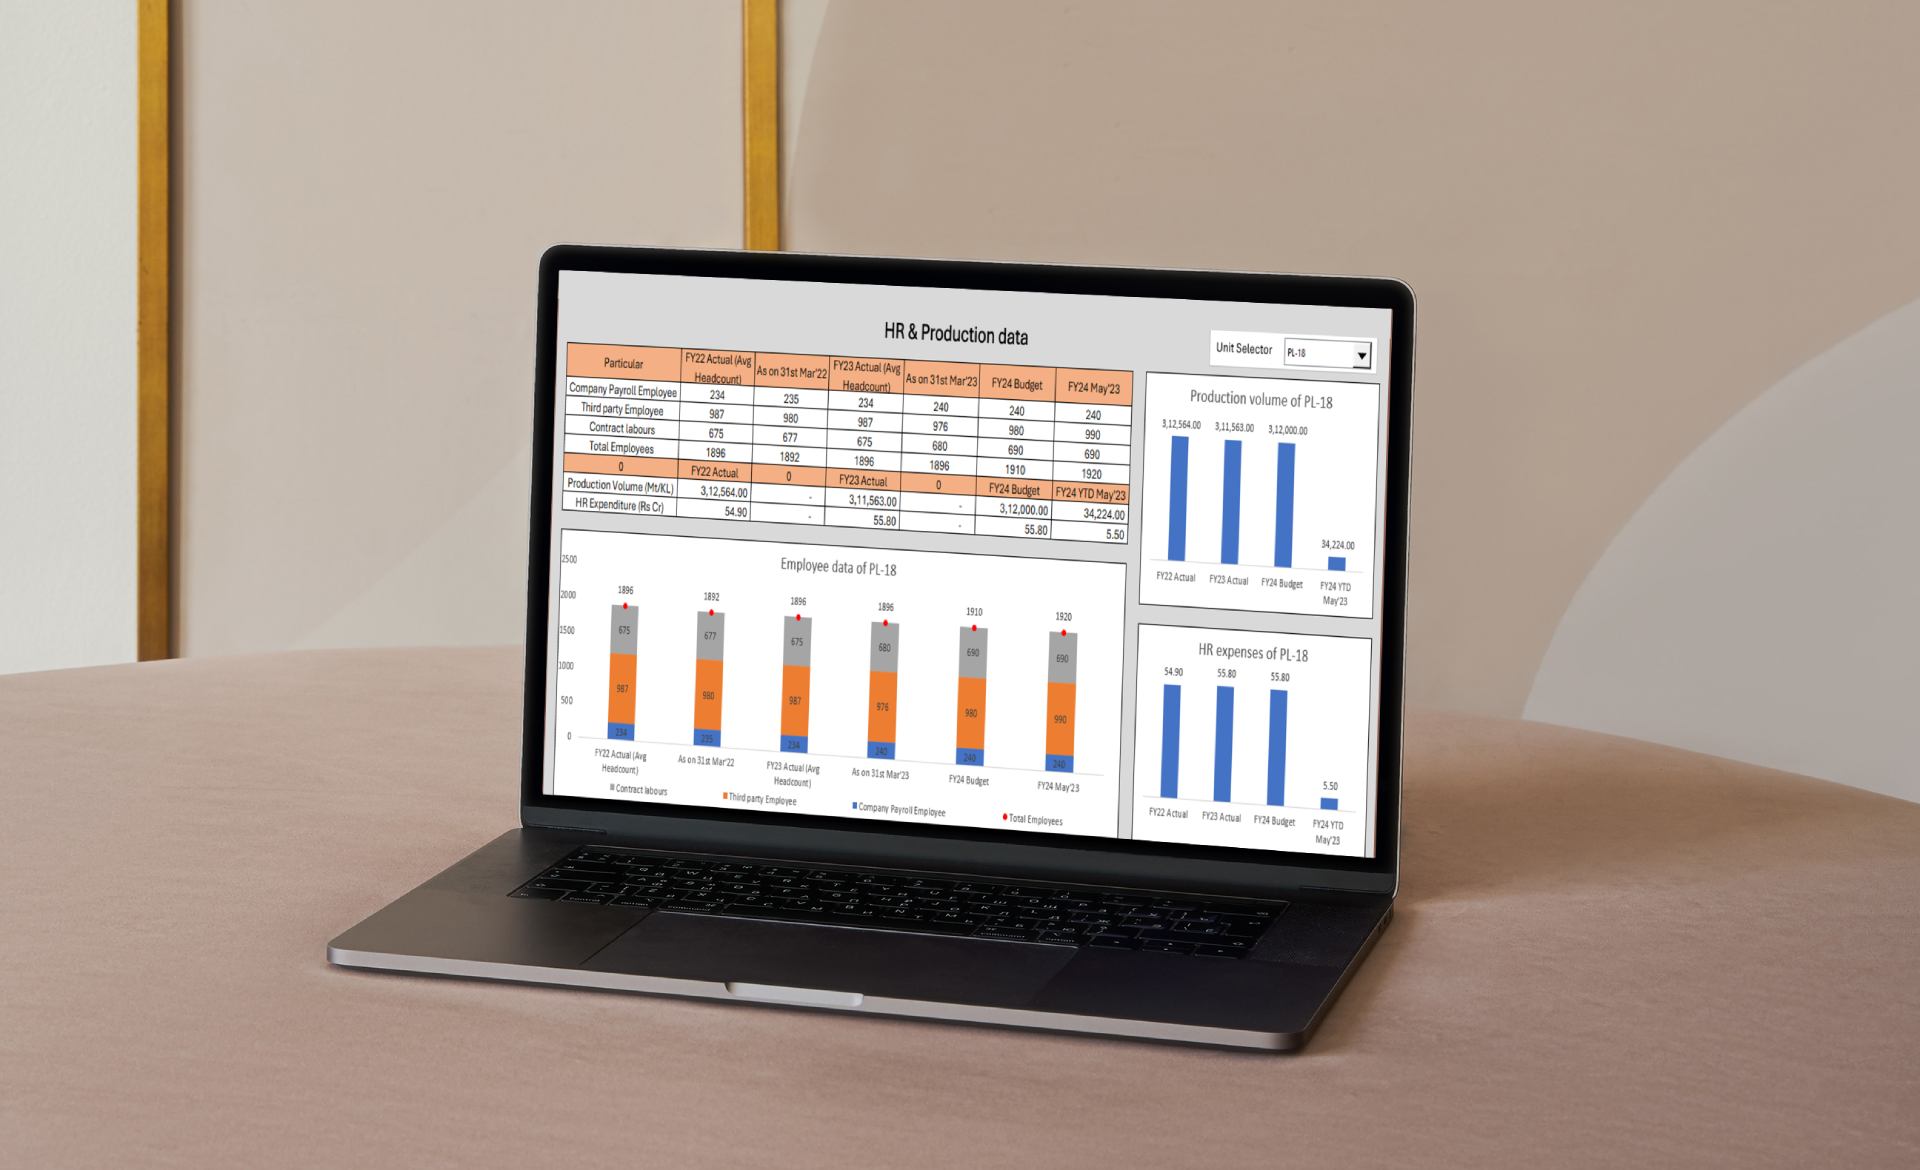 HR & Production data
Unit Selector PL-18
Particular FY22 Actual (Avg Headcount) As on 31st Mar'22 FY23 Actual (Avg Headcount) As on 31st Mar'23 FY24 Budget FY24 May'23
Company Payroll Employee 234 235 234 240 240 240
Third party Employee 987 980 987 976 980 990
Contract labours 675 677 675 680 690 690
Total Employees 1896 1892 1896 1896 1910 1920
0 FY22 Actual 0 FY23 Actual 0 FY24 Budget FY24 YTD May'23
Production Volume (Mt/KL) 3,12,564.00 - 3,11,563.00 - 3,12,000.00 34,224.00
HR Expenditure (Rs Cr) 54.90 - 55.80 - 55.80 5.50
Production volume of PL-18
3,12,564.00 3,11,563.00 3,12,000.00
34,224.00
FY22 Actual FY23 Actual FY24 Budget FY24 YTD
May'23
Employee data of PL-18
2500
2000
1500
1000
500
0
1896 1892 1896 1896 1910 1920
675 677 675 680 690 690
987 980 987 976 980 990
234 235 234 240 240 240
FY22 Actual (Avg As on 31st Mar'22 FY23 Actual (Avg As on 31st Mar'23 FY24 Budget FY24 May'23
Headcount) Headcount)
Contract labours Third party Employee Company Payroll Employee Total Employees
HR expenses of PL-18
54.90 55.80 55.80
5.50
FY22 Actual FY23 Actual FY24 Budget FY24 YTD
May'23